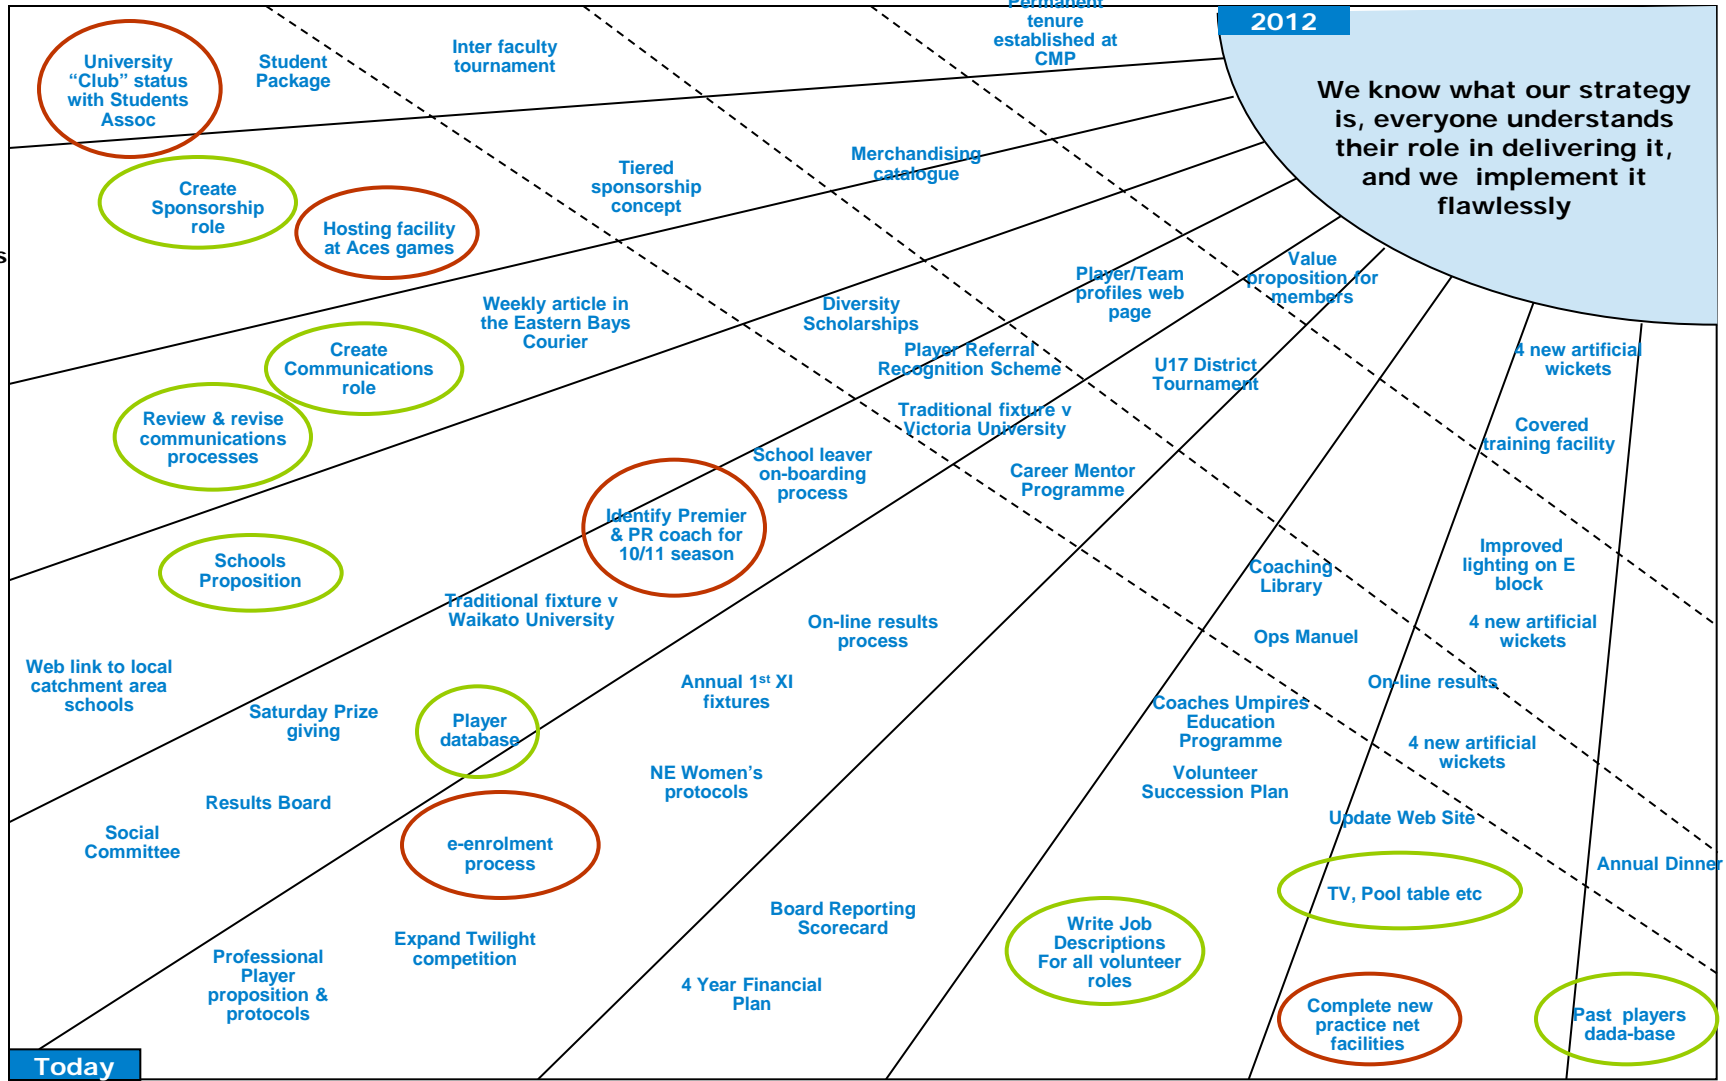 Permanent
tenure
established at
CMP
2012
University
“Club” status
with Students
Assoc
Student
Package
Inter faculty
tournament
We know what our strategy
is, everyone understands
their role in delivering it,
and we implement it
flawlessly
Create
Sponsorship
role
Hosting facility
at Aces games
Tiered
sponsorship
concept
Merchandising
catalogue
s
Weekly article in
the Eastern Bays
Courier
Diversity
Scholarships
Player/Team
profiles web
page
Value
proposition for
members
Create
Communications
role
Player Referral
Recognition Scheme
U17 District
Tournament
4 new artificial
wickets
Review & revise
communications
processes
Traditional fixture v
Victoria University
Covered
training facility
School leaver
on-boarding
process
Career Mentor
Programme
Identify Premier
& PR coach for
10/11 season
Schools
Proposition
Coaching
Library
Improved
lighting on E
block
Traditional fixture v
Waikato University
On-line results
process
Ops Manuel
4 new artificial
wickets
Web link to local
catchment area
schools
Annual 1st XI
fixtures
On-line results
Saturday Prize
giving
Player
database
Coaches Umpires
Education
Programme
4 new artificial
wickets
NE Women’s
protocols
Volunteer
Succession Plan
Results Board
Update Web Site
Social
Committee
e-enrolment
process
Annual Dinner
TV, Pool table etc
Board Reporting
Scorecard
Write Job
Descriptions
For all volunteer
roles
Expand Twilight
competition
Professional
Player
proposition &
protocols
4 Year Financial
Plan
Complete new
practice net
facilities
Past players
dada-base
Today